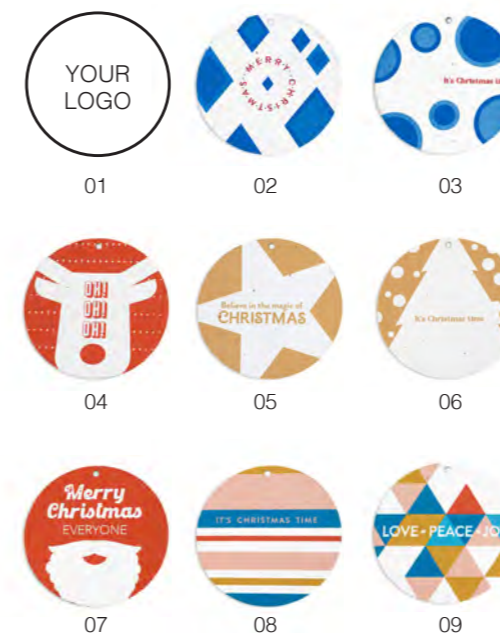 YOUR
LOGO
MERRY CHRISTMAS
It's Christmas
01
02
03
OH!
OH!
OH!
Believe in the magic of
CHRISTMAS
It's Christmas time
04
05
06
Merry
Christmas
EVERYONE
IT'S CHRISTMAS TIME
LOVE • PEACE • JO
07
08
09